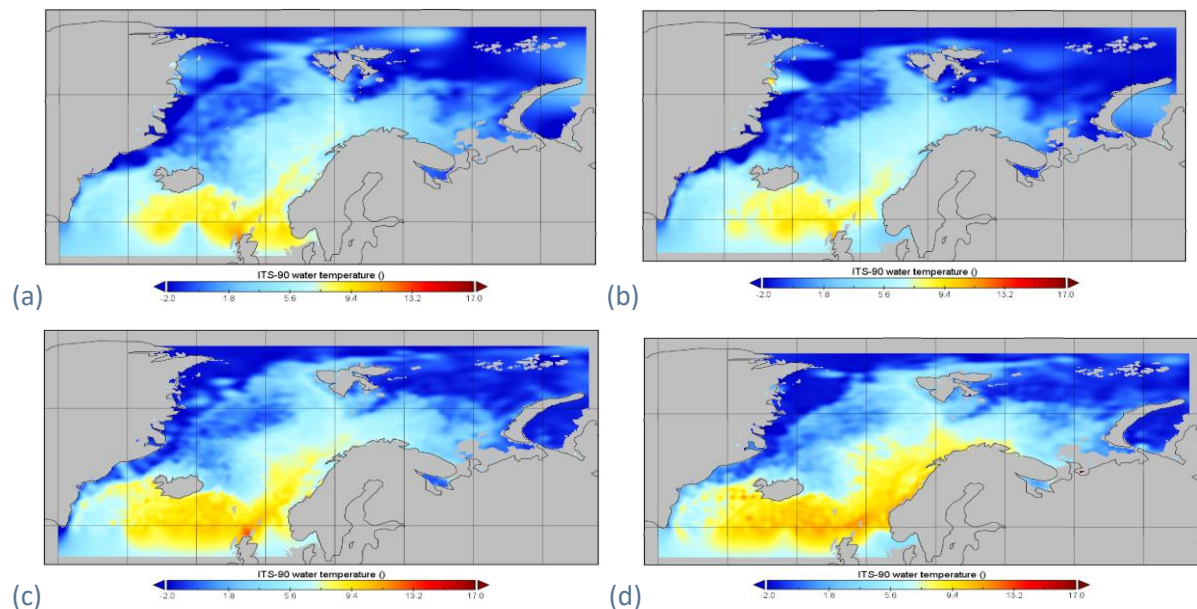 (a)
ITS-90 water temperature ()
-2.0 1.8 5.6 9.4 13.2 17.0
(b)
ITS-90 water temperature ()
-2.0 1.8 5.6 9.4 13.2 17.0
(c)
ITS-90 water temperature ()
-2.0 1.8 5.6 9.4 13.2 17.0
(d)
ITS-90 water temperature ()
-2.0 1.8 5.6 9.4 13.2 17.0